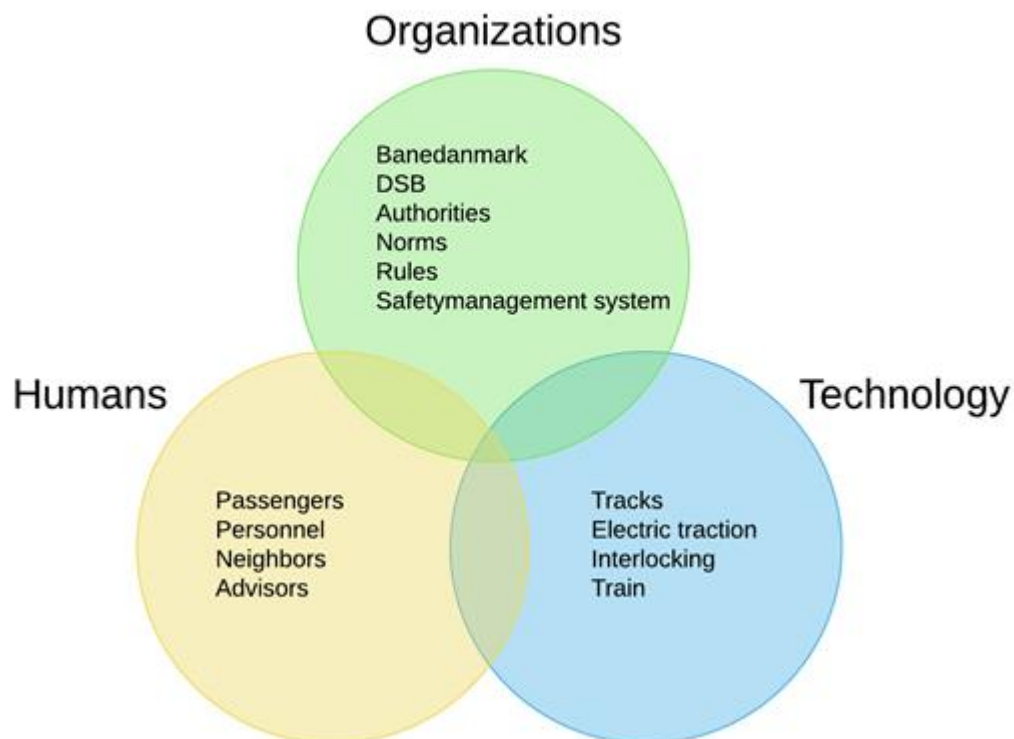 Organizations
Banedanmark
DSB
Authorities
Norms
Rules
Safetymanagement system
Humans
Technology
Passengers
Personnel
Neighbors
Advisors
Tracks
Electric traction
Interlocking
Train